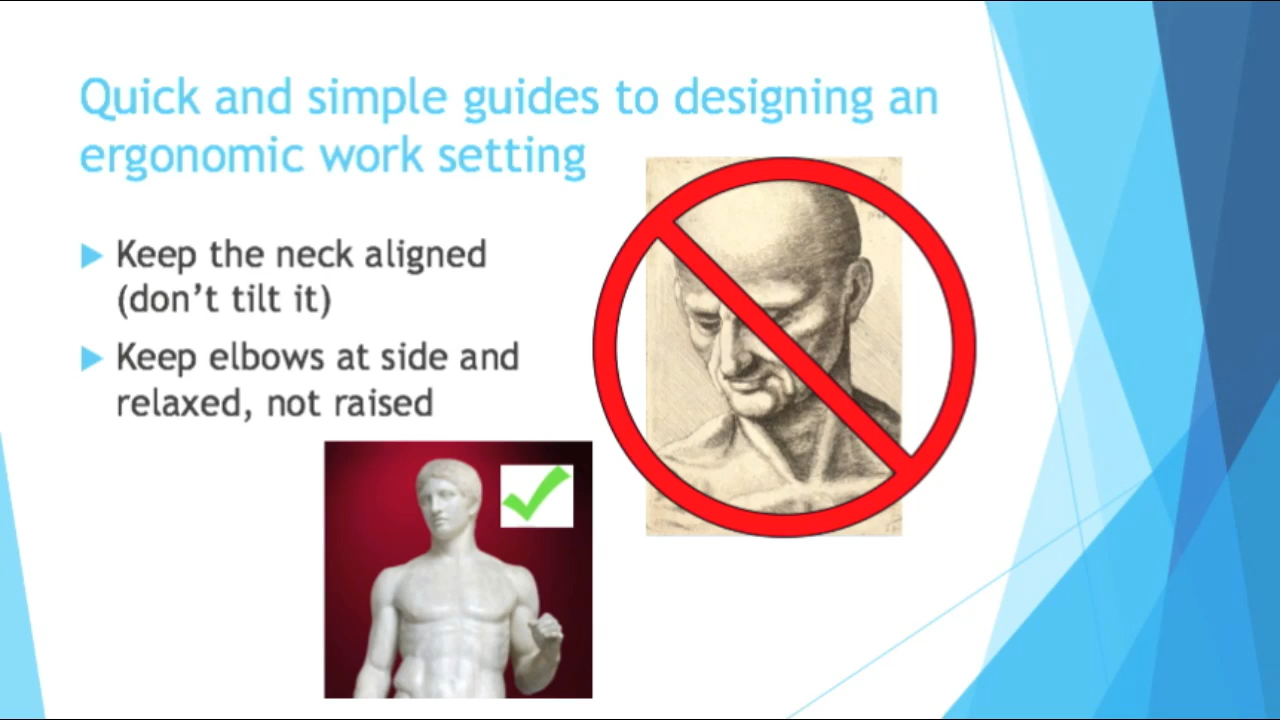 Quick and simple guides to designing an
ergonomic work setting
Keep the neck aligned
(don't tilt it)
Keep elbows at side and
relaxed, not raised